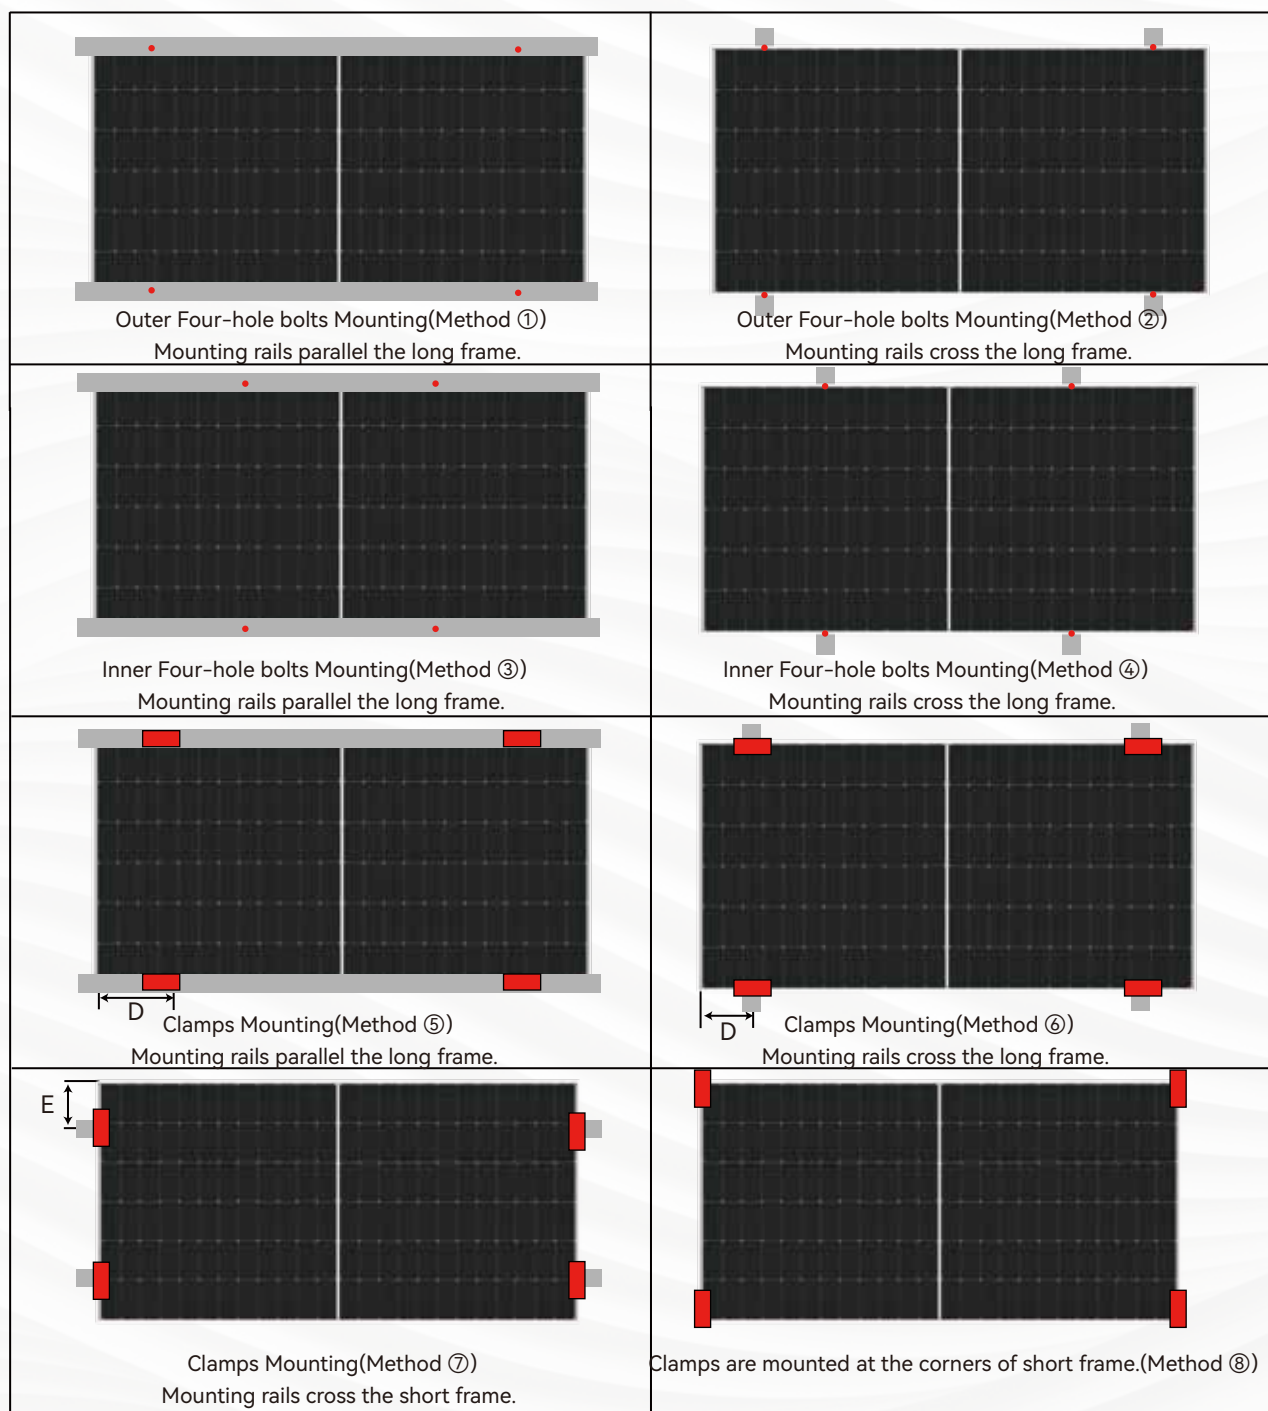 Outer Four-hole bolts Mounting(Method ①)
Mounting rails parallel the long frame.
Outer Four-hole bolts Mounting(Method ②)
Mounting rails cross the long frame.
Inner Four-hole bolts Mounting(Method ③)
Mounting rails parallel the long frame.
Inner Four-hole bolts Mounting(Method ④)
Mounting rails cross the long frame.
D
Clamps Mounting(Method ⑤)
Mounting rails parallel the long frame.
D
Clamps Mounting(Method ⑥)
Mounting rails cross the long frame.
E
Clamps Mounting(Method ⑦)
Mounting rails cross the short frame.
Clamps are mounted at the corners of short frame.(Method ⑧)